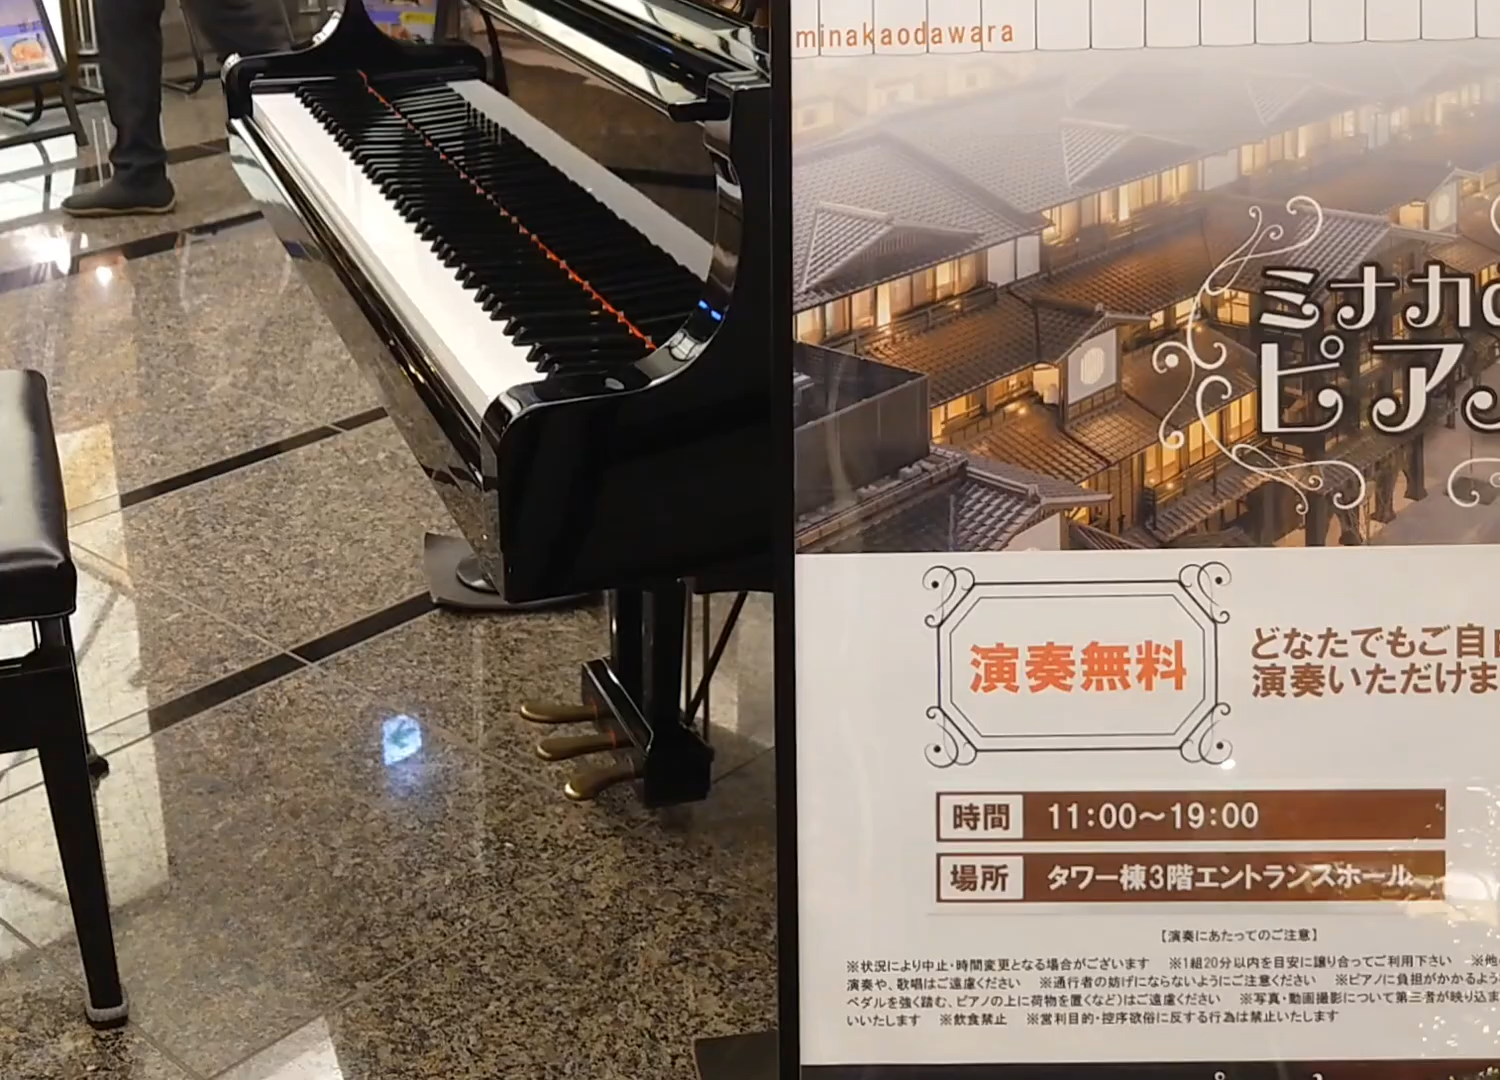 minakaodawara
ミナカの
ピアノ
演奏無料
どなたでもご自由
演奏いただけま
時間 11:00～19:00
場所 タワー棟3階エントランスホール
【演奏にあたってのご注意】
※状況により中止・時間変更となる場合がございます ※1組20分以内を目安に譲り合ってご利用下さい ※他
演奏や、歌唱はご遠慮ください ※通行者の妨げにならないようにご注意ください ※ピアノに負担がかかるよう
ペダルを強く踏む、ピアノの上に荷物を置くなど)はご遠慮ください ※写真・動画撮影について第三者が映り込ま
いいたします ※飲食禁止 ※営利目的・控序欲俗に反する行為は禁止いたします